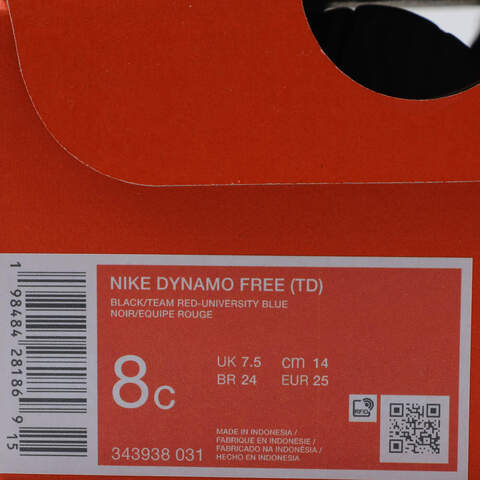 NIKE DYNAMO FREE (TD)
BLACK/TEAM RED-UNIVERSITY BLUE
NOIR/EQUIPE ROUGE
8C
UK 7.5 cm 14
BR 24 EUR 25
RFID
343938 031
MADE IN INDONESIA/
FABRIQUE EN INDONÉSIE/
FABRICADO NA INDONÉSIA/
HECHO EN INDONESIA
1 98484 28186 9 15